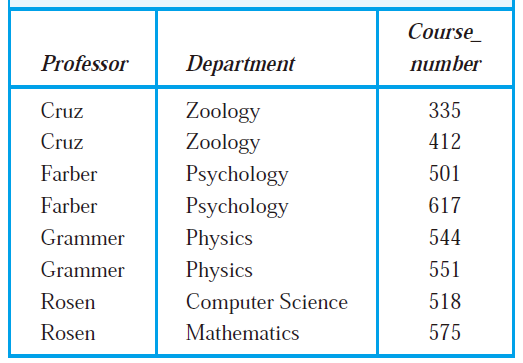 Professor Department Course_
number
Cruz Zoology 335
Cruz Zoology 412
Farber Psychology 501
Farber Psychology 617
Grammer Physics 544
Grammer Physics 551
Rosen Computer Science 518
Rosen Mathematics 575